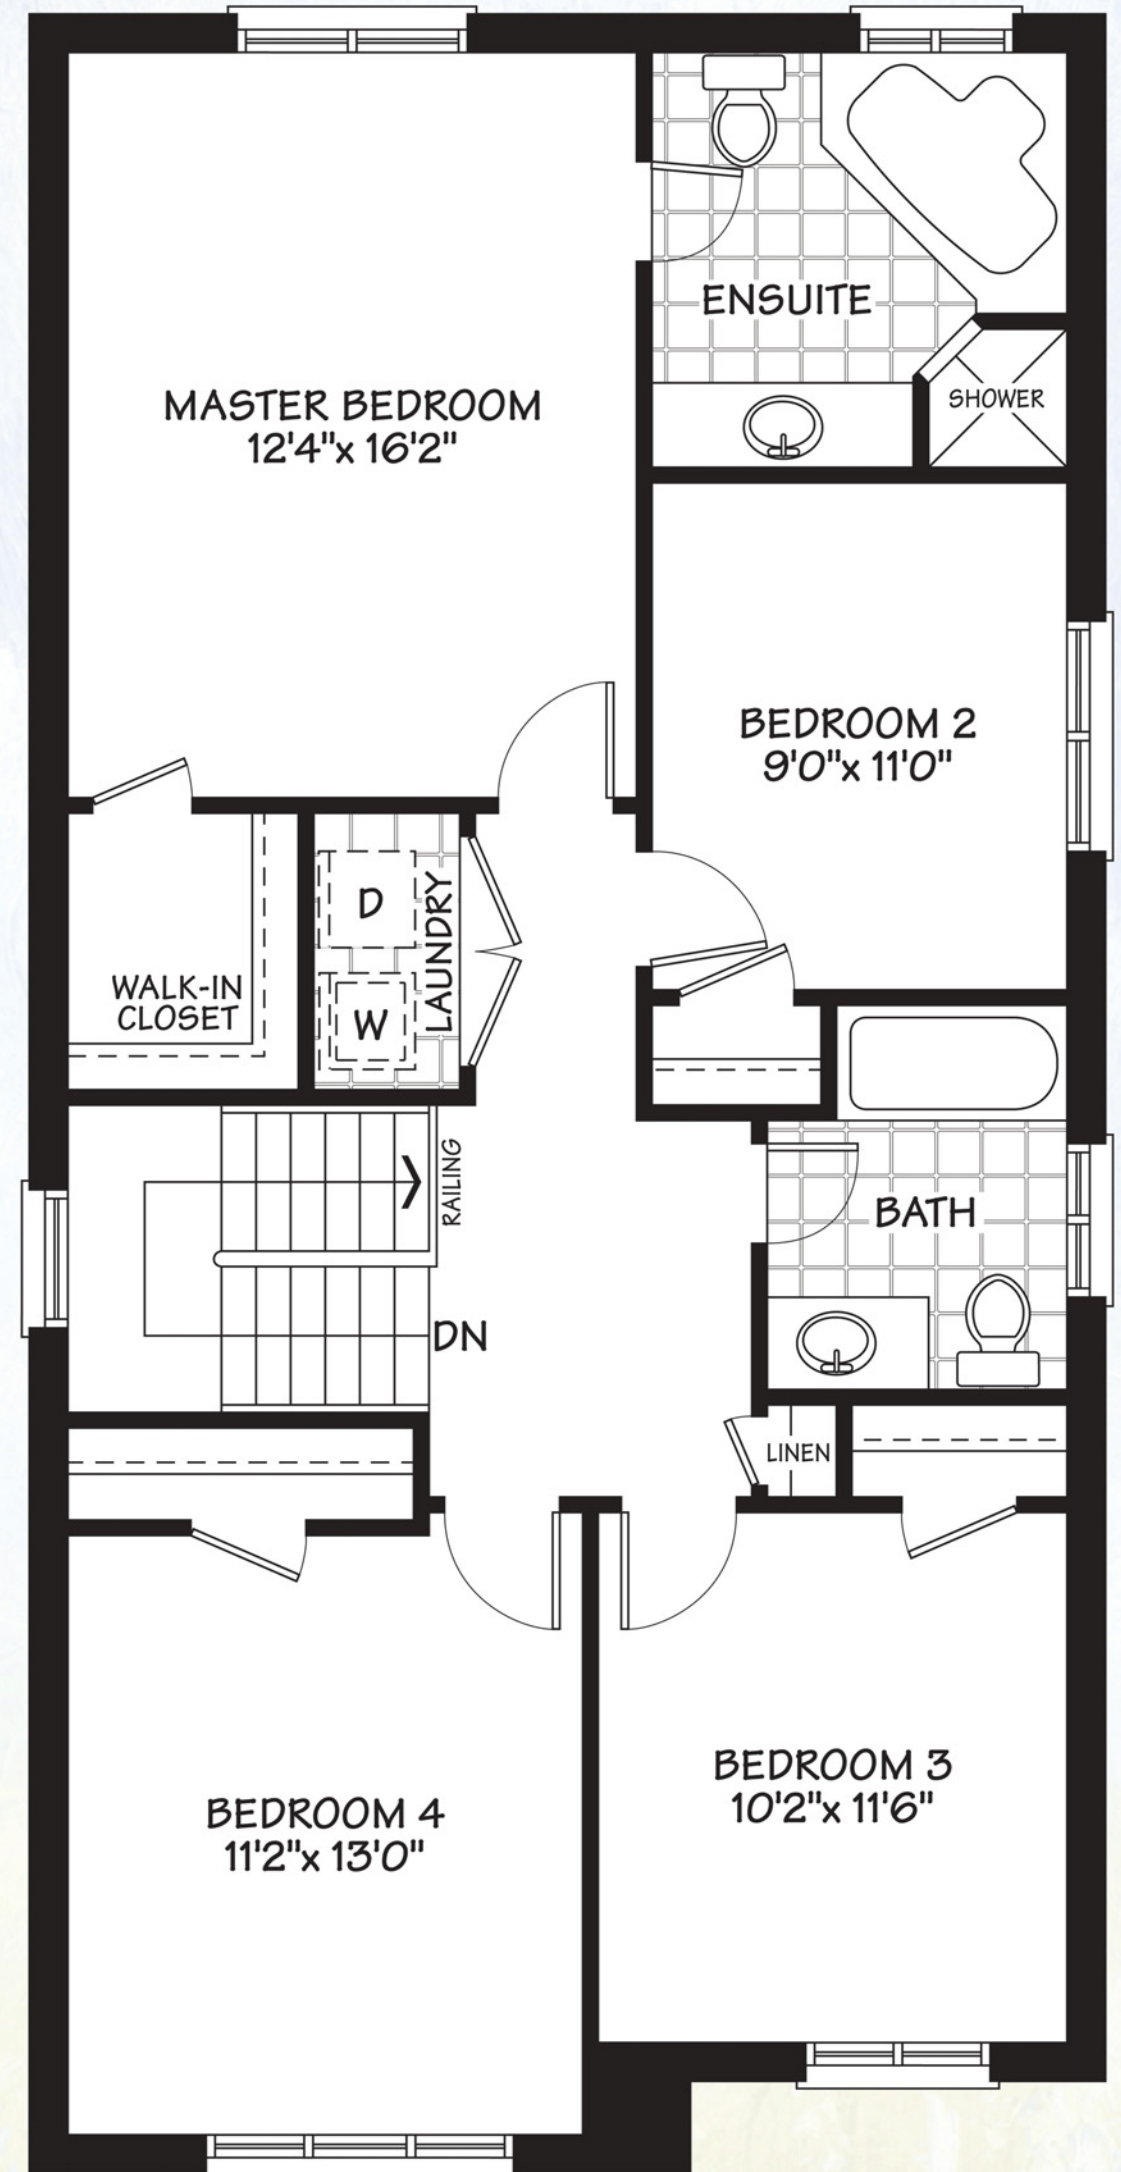 ENSUITE
SHOWER
MASTER BEDROOM
12'4"x 16'2"
BEDROOM 2
9'0"x 11'0"
D
LAUNDRY
W
WALK-IN
CLOSET
RAILING
BATH
DN
LINEN
BEDROOM 3
10'2"x 11'6"
BEDROOM 4
11'2"x 13'0"